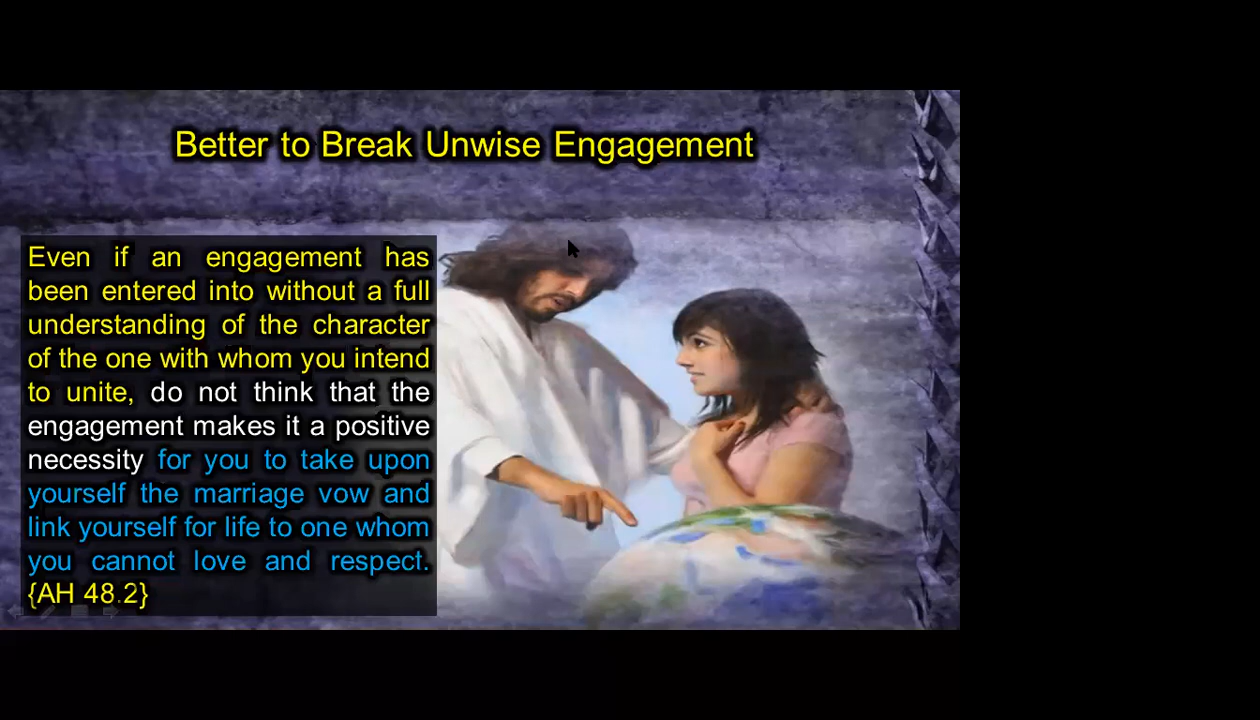 Better to Break Unwise Engagement
Even if an engagement has
been entered into without a full
understanding of the character
of the one with whom you intend
to unite, do not think that the
engagement makes it a positive
necessity for you to take upon
yourself the marriage vow and
link yourself for life to one whom
you cannot love and respect.
{AH 48.2}